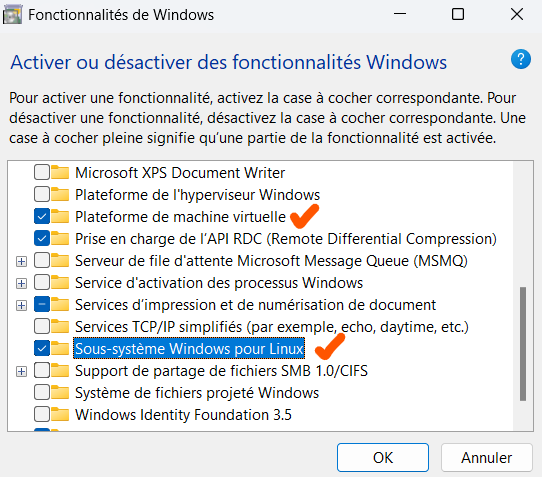 Fonctionnalités de Windows
Activer ou désactiver des fonctionnalités Windows
?
Pour activer une fonctionnalité, activez la case à cocher correspondante. Pour
désactiver une fonctionnalité, désactivez la case à cocher correspondante. Une
case à cocher pleine signifie qu’une partie de la fonctionnalité est activée.
Microsoft XPS Document Writer
Plateforme de l'hyperviseur Windows
Plateforme de machine virtuelle
Prise en charge de l’API RDC (Remote Differential Compression)
Serveur de file d'attente Microsoft Message Queue (MSMQ)
Service d'activation des processus Windows
Services d’impression et de numérisation de document
Services TCP/IP simplifiés (par exemple, echo, daytime, etc.)
Sous-système Windows pour Linux
Support de partage de fichiers SMB 1.0/CIFS
Système de fichiers projeté Windows
Windows Identity Foundation 3.5
OK
Annuler